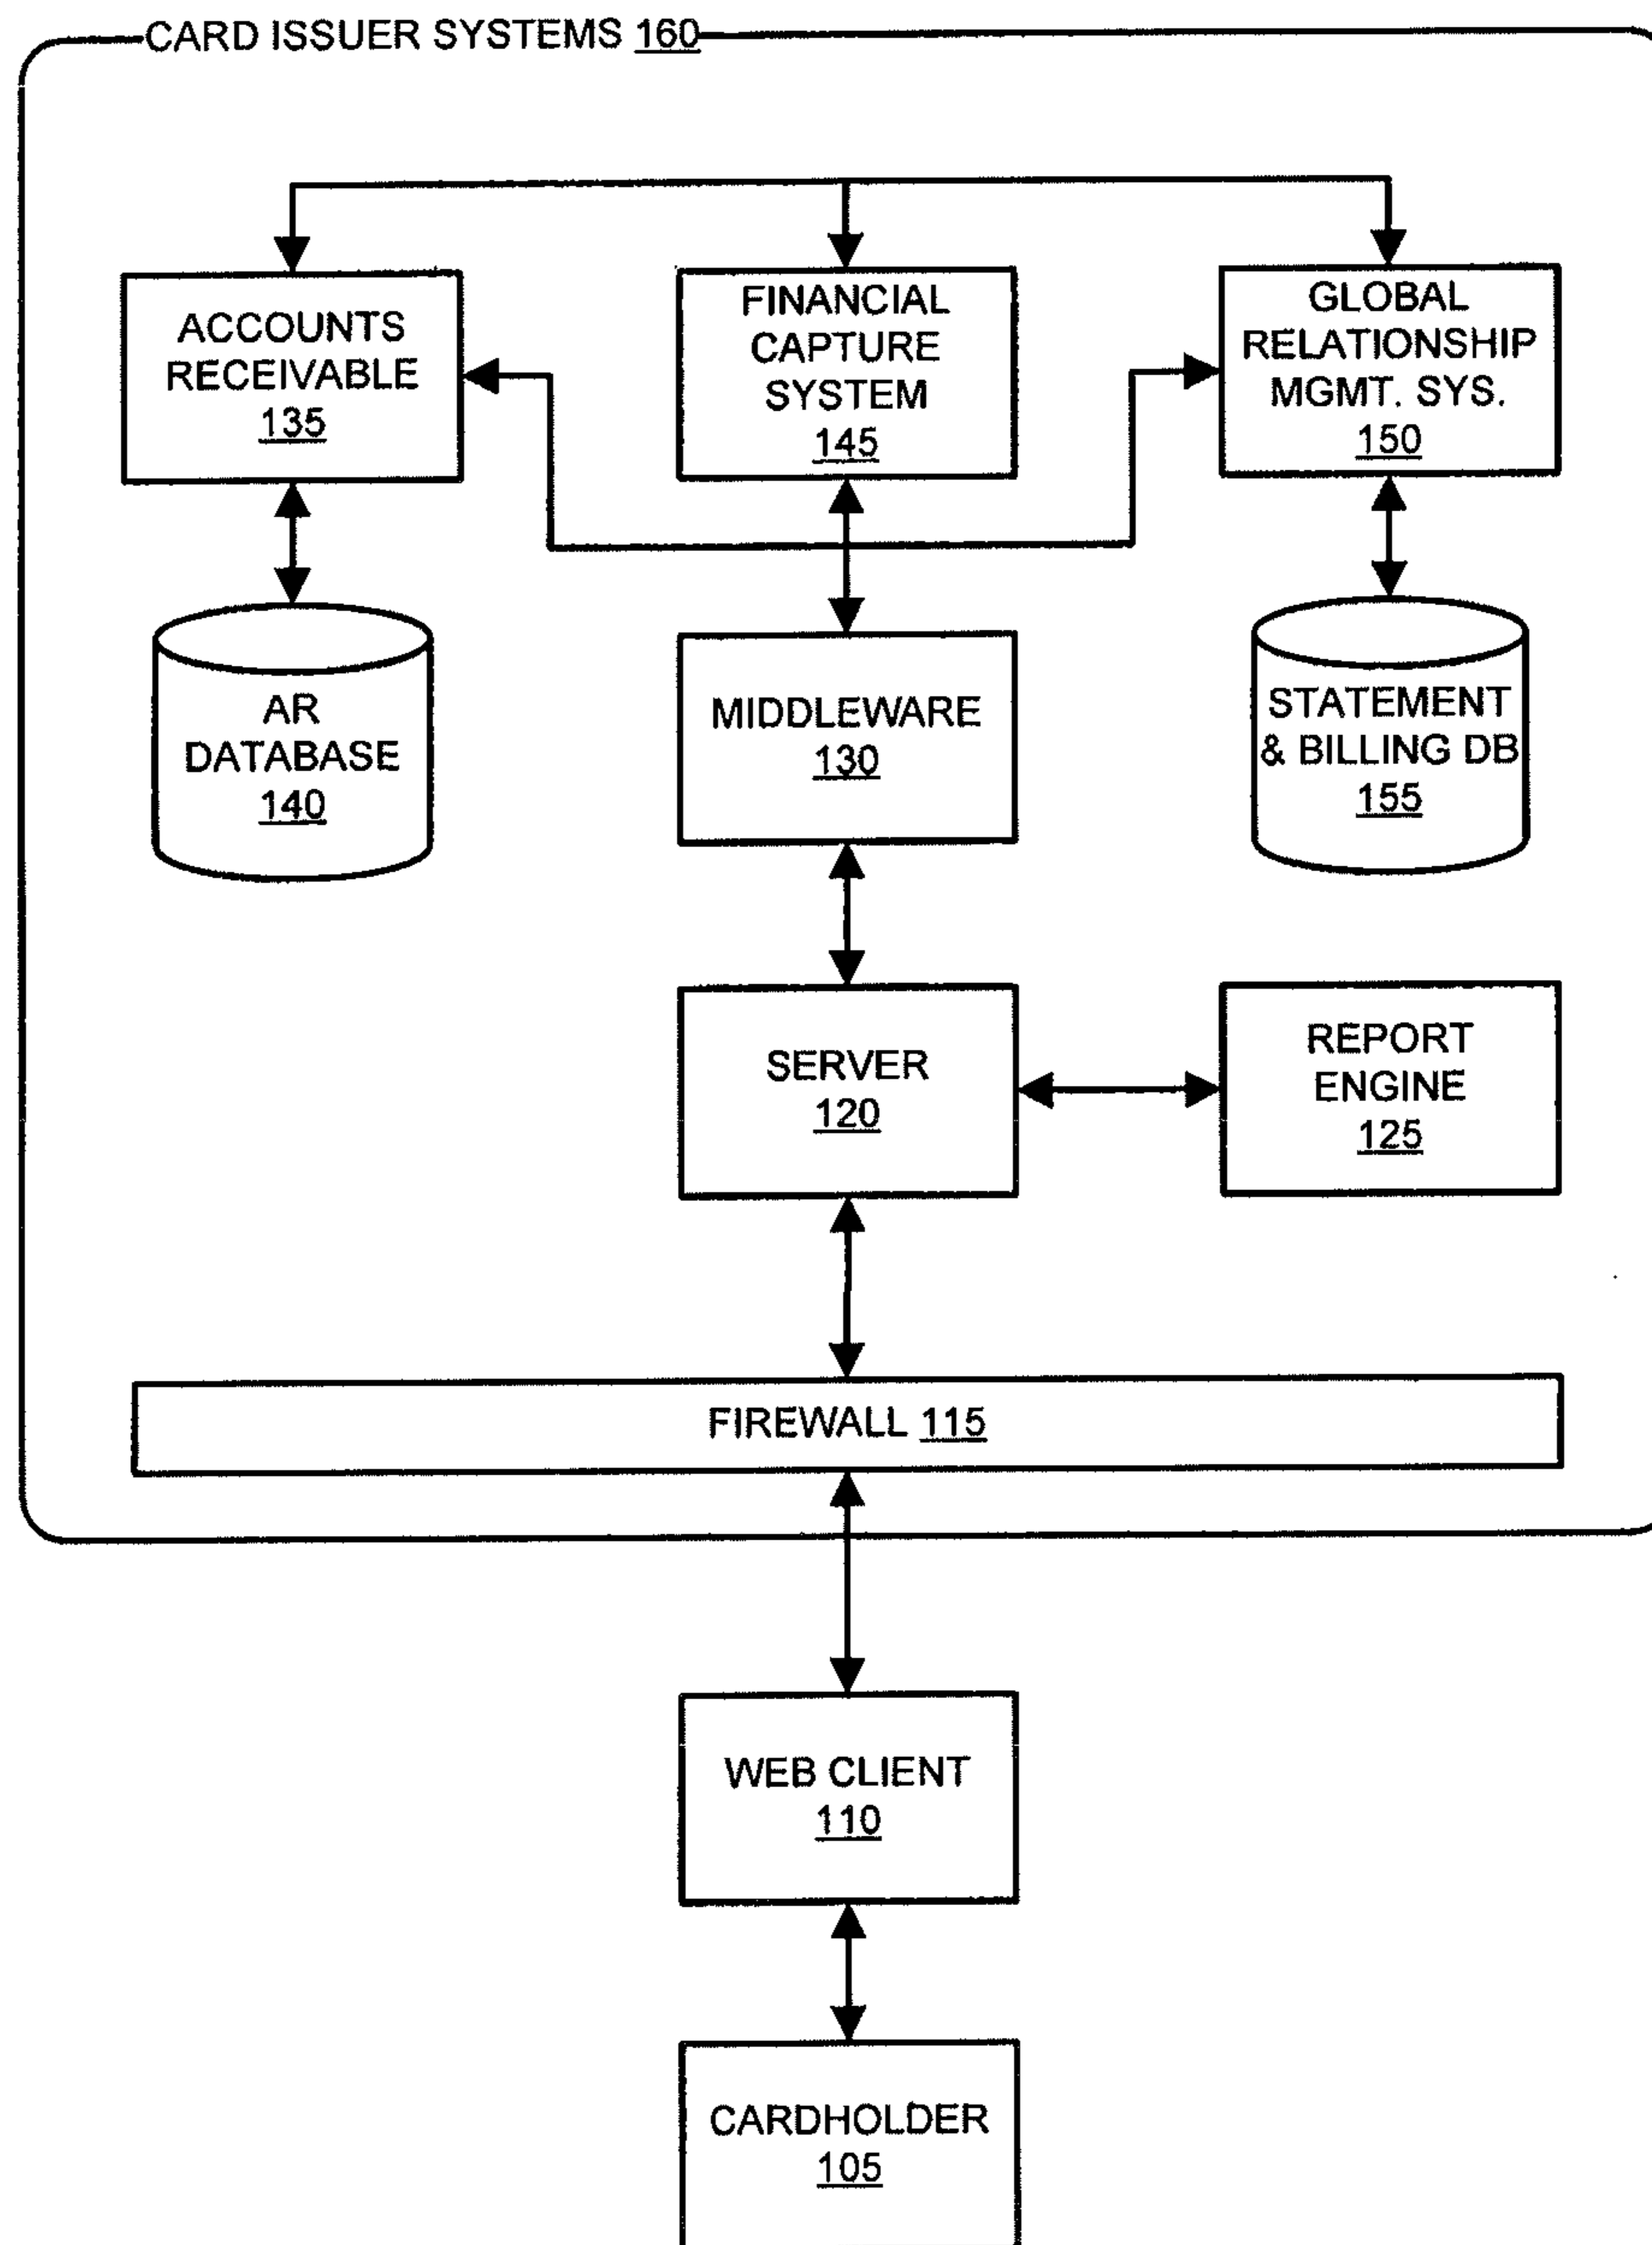 CARD ISSUER SYSTEMS 160
ACCOUNTS
RECEIVABLE
135
FINANCIAL
CAPTURE
SYSTEM
145
GLOBAL
RELATIONSHIP
MGMT. SYS.
150
AR
DATABASE
140
MIDDLEWARE
130
STATEMENT
& BILLING DB
155
SERVER
120
REPORT
ENGINE
125
FIREWALL 115
WEB CLIENT
110
CARDHOLDER
105